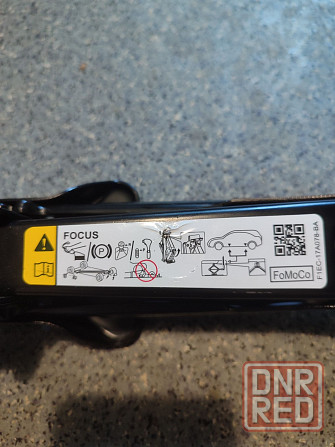 FOCUS
P
FoMoCo
F1EC-17A078-BA
DNR
RED